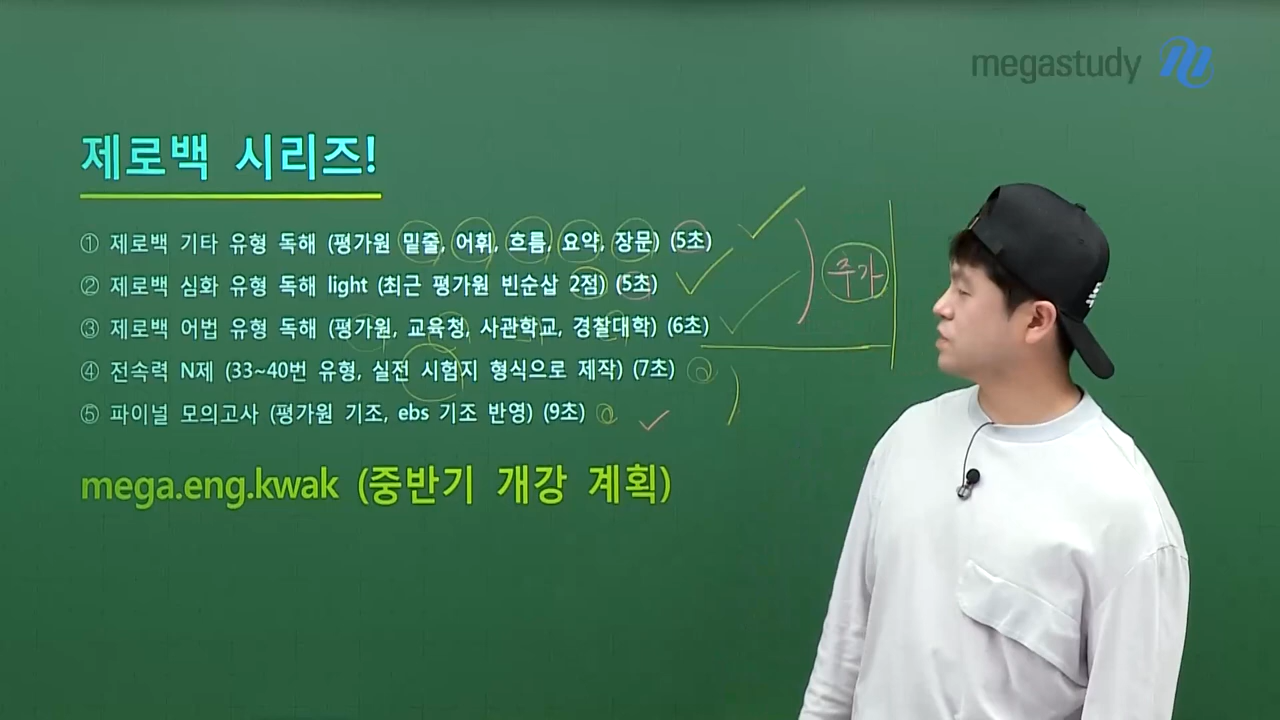 megastudy
제로백 시리즈!
① 제로백 기타 유형 독해 (평가원 밑줄, 어휘, 흐름, 요약, 장문) (5초)
② 제로백 심화 유형 독해 light (최근 평가원 빈순삽 2점) (5초)
③ 제로백 어법 유형 독해 (평가원, 교육청, 사관학교, 경찰대학) (6초)
추가
④ 전속력 N제 (33~40번 유형, 실전 시험지 형식으로 제작) (7초)
⑤ 파이널 모의고사 (평가원 기조, ebs 기조 반영) (9초)
mega.eng.kwak (중반기 개강 계획)